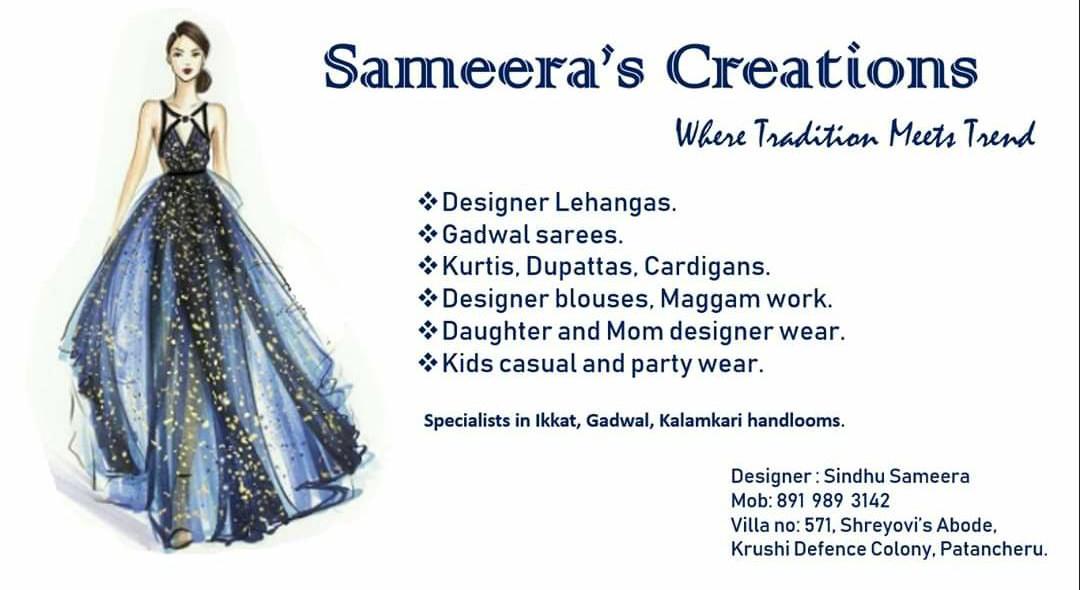 Sameera's Creations
Where Tradition Meets Trend
❖Designer Lehangas.
❖Gadwal sarees.
❖Kurtis, Dupattas, Cardigans.
❖Designer blouses, Maggam work.
❖Daughter and Mom designer wear.
❖Kids casual and party wear.
Specialists in Ikkat, Gadwal, Kalamkari handlooms.
Designer : Sindhu Sameera
Mob: 891 989 3142
Villa no: 571, Shreyovi's Abode,
Krushi Defence Colony, Patancheru.